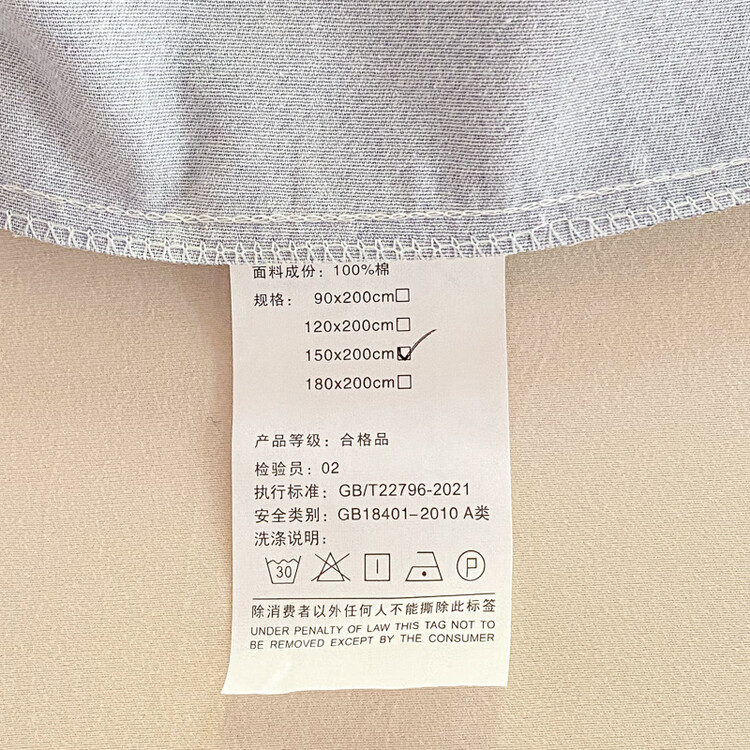 面料成份：100%棉
规格： 90x200cm□
120x200cm□
150x200cm☑
180x200cm□
产品等级：合格品
检验员：02
执行标准：GB/T22796-2021
安全类别：GB18401-2010 A类
洗涤说明：
30 P
除消费者以外任何人不能撕除此标签
UNDER PENALTY OF LAW THIS TAG NOT TO
BE REMOVED EXCEPT BY THE CONSUMER